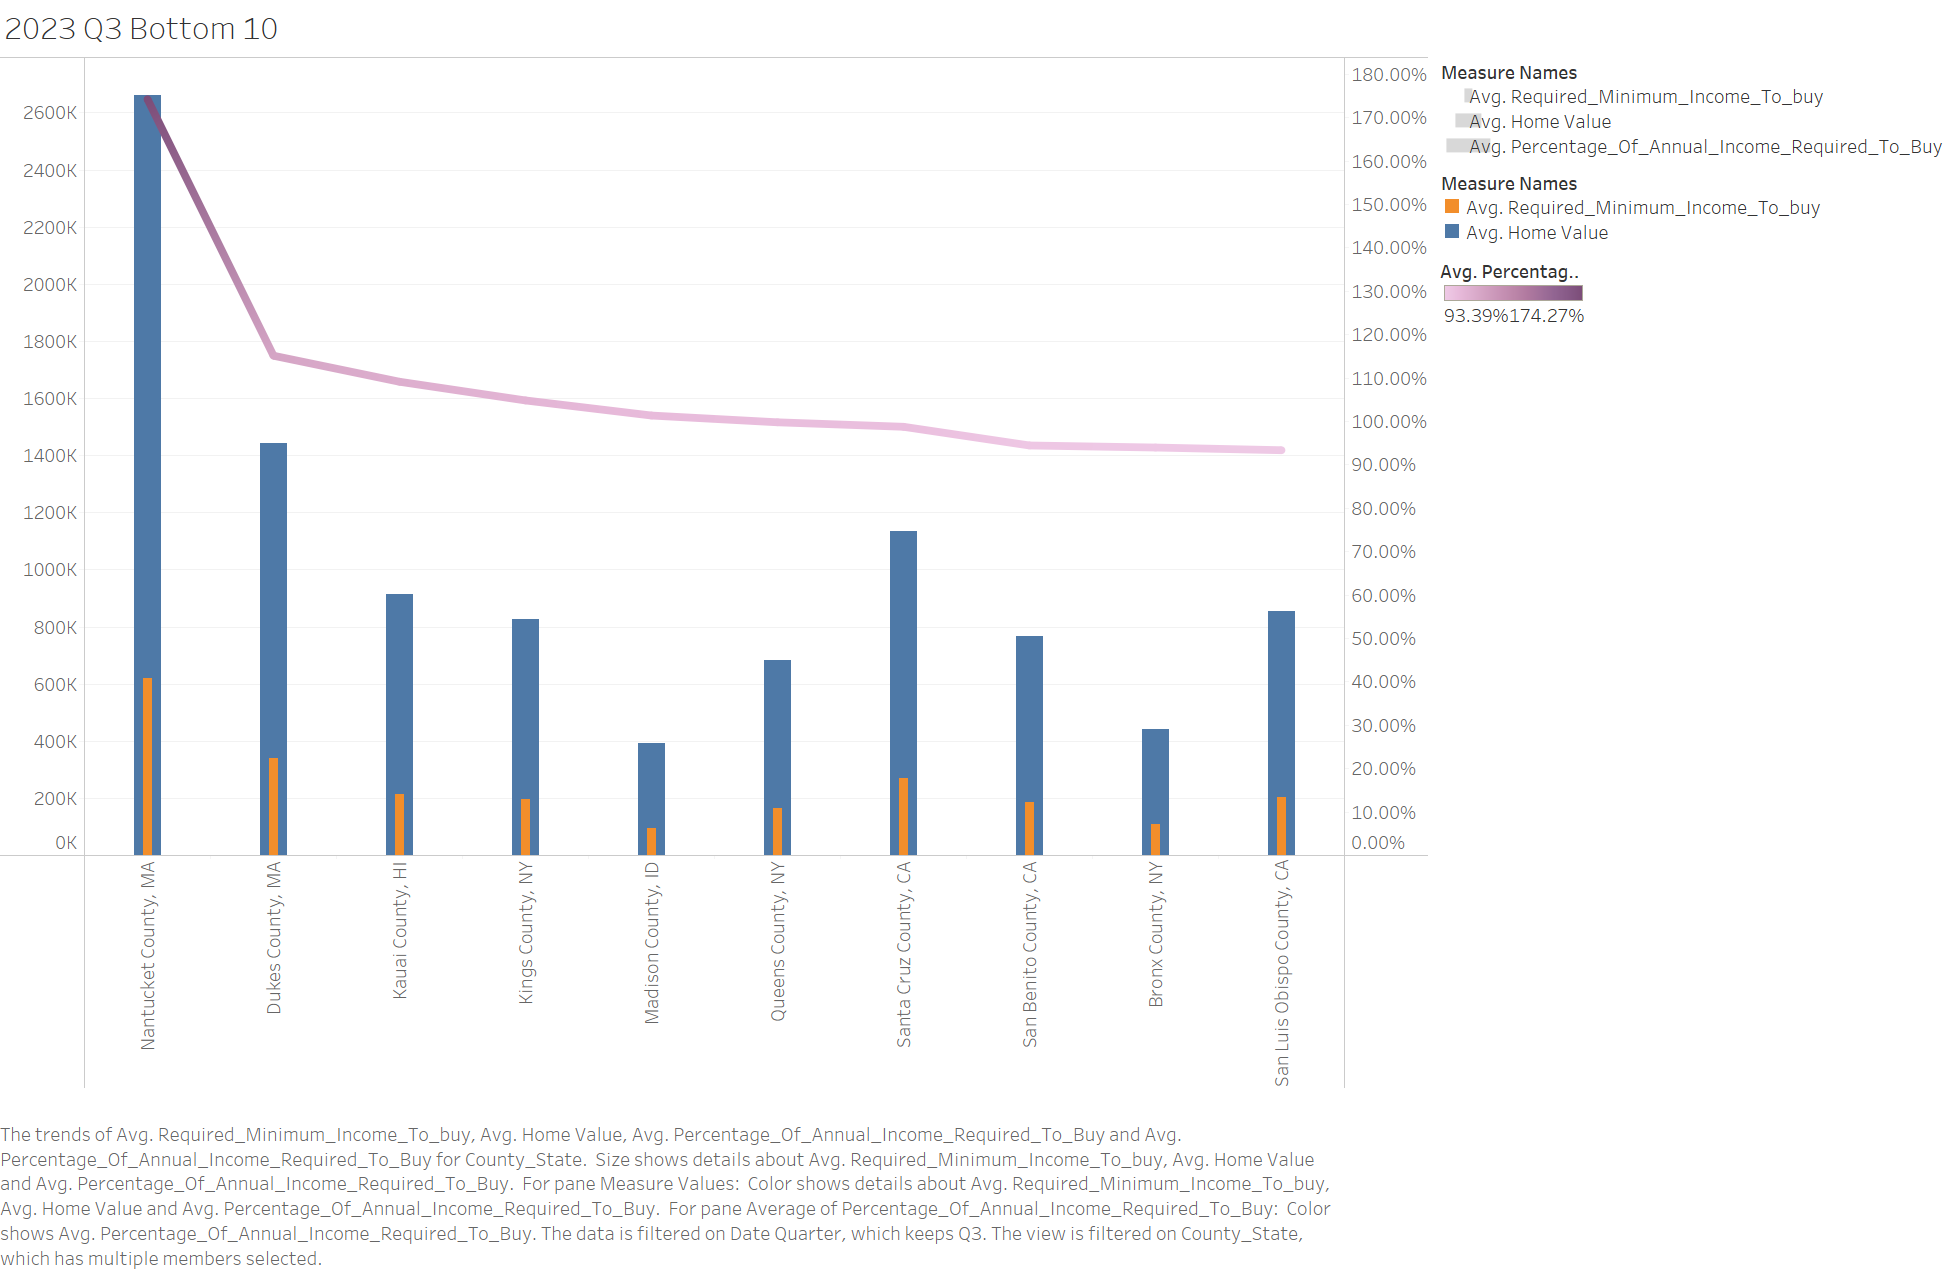 2023 Q3 Bottom 10
2600K
2400K
2200K
2000K
1800K
1600K
1400K
1200K
1000K
800K
600K
400K
200K
0K
180.00%
170.00%
160.00%
150.00%
140.00%
130.00%
120.00%
110.00%
100.00%
90.00%
80.00%
70.00%
60.00%
50.00%
40.00%
30.00%
20.00%
10.00%
0.00%
Nantucket County, MA
Dukes County, MA
Kauai County, HI
Kings County, NY
Madison County, ID
Queens County, NY
Santa Cruz County, CA
San Benito County, CA
Bronx County, NY
San Luis Obispo County, CA
Measure Names
Avg. Required_Minimum_Income_To_buy
Avg. Home Value
Avg. Percentage_Of_Annual_Income_Required_To_Buy
Measure Names
Avg. Required_Minimum_Income_To_buy
Avg. Home Value
Avg. Percentag..
93.39%174.27%
The trends of Avg. Required_Minimum_Income_To_buy, Avg. Home Value, Avg. Percentage_Of_Annual_Income_Required_To_Buy and Avg.
Percentage_Of_Annual_Income_Required_To_Buy for County_State.  Size shows details about Avg. Required_Minimum_Income_To_buy, Avg. Home Value
and Avg. Percentage_Of_Annual_Income_Required_To_Buy.  For pane Measure Values:  Color shows details about Avg. Required_Minimum_Income_To_buy,
Avg. Home Value and Avg. Percentage_Of_Annual_Income_Required_To_Buy.  For pane Average of Percentage_Of_Annual_Income_Required_To_Buy:  Color
shows Avg. Percentage_Of_Annual_Income_Required_To_Buy. The data is filtered on Date Quarter, which keeps Q3. The view is filtered on County_State,
which has multiple members selected.